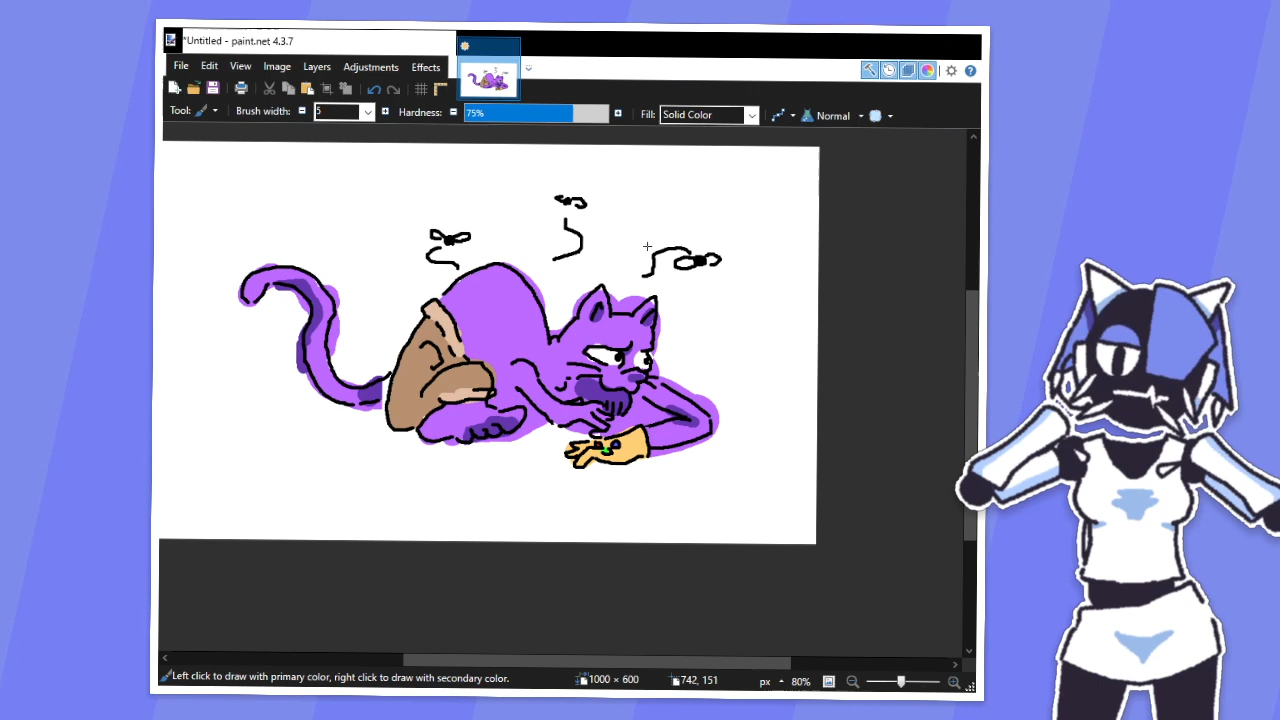 *Untitled - paint.net 4.3.7
File Edit View Image Layers Adjustments Effects
Tool: Brush width: 5 Hardness: 75% Fill: Solid Color Normal
Left click to draw with primary color, right click to draw with secondary color. 1000 × 600 742, 151 px 80%